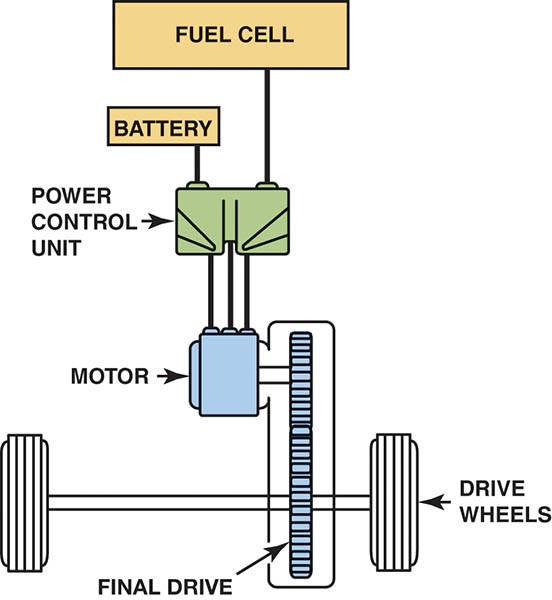 FUEL CELL
BATTERY
POWER
CONTROL
UNIT
MOTOR
DRIVE
WHEELS
FINAL DRIVE